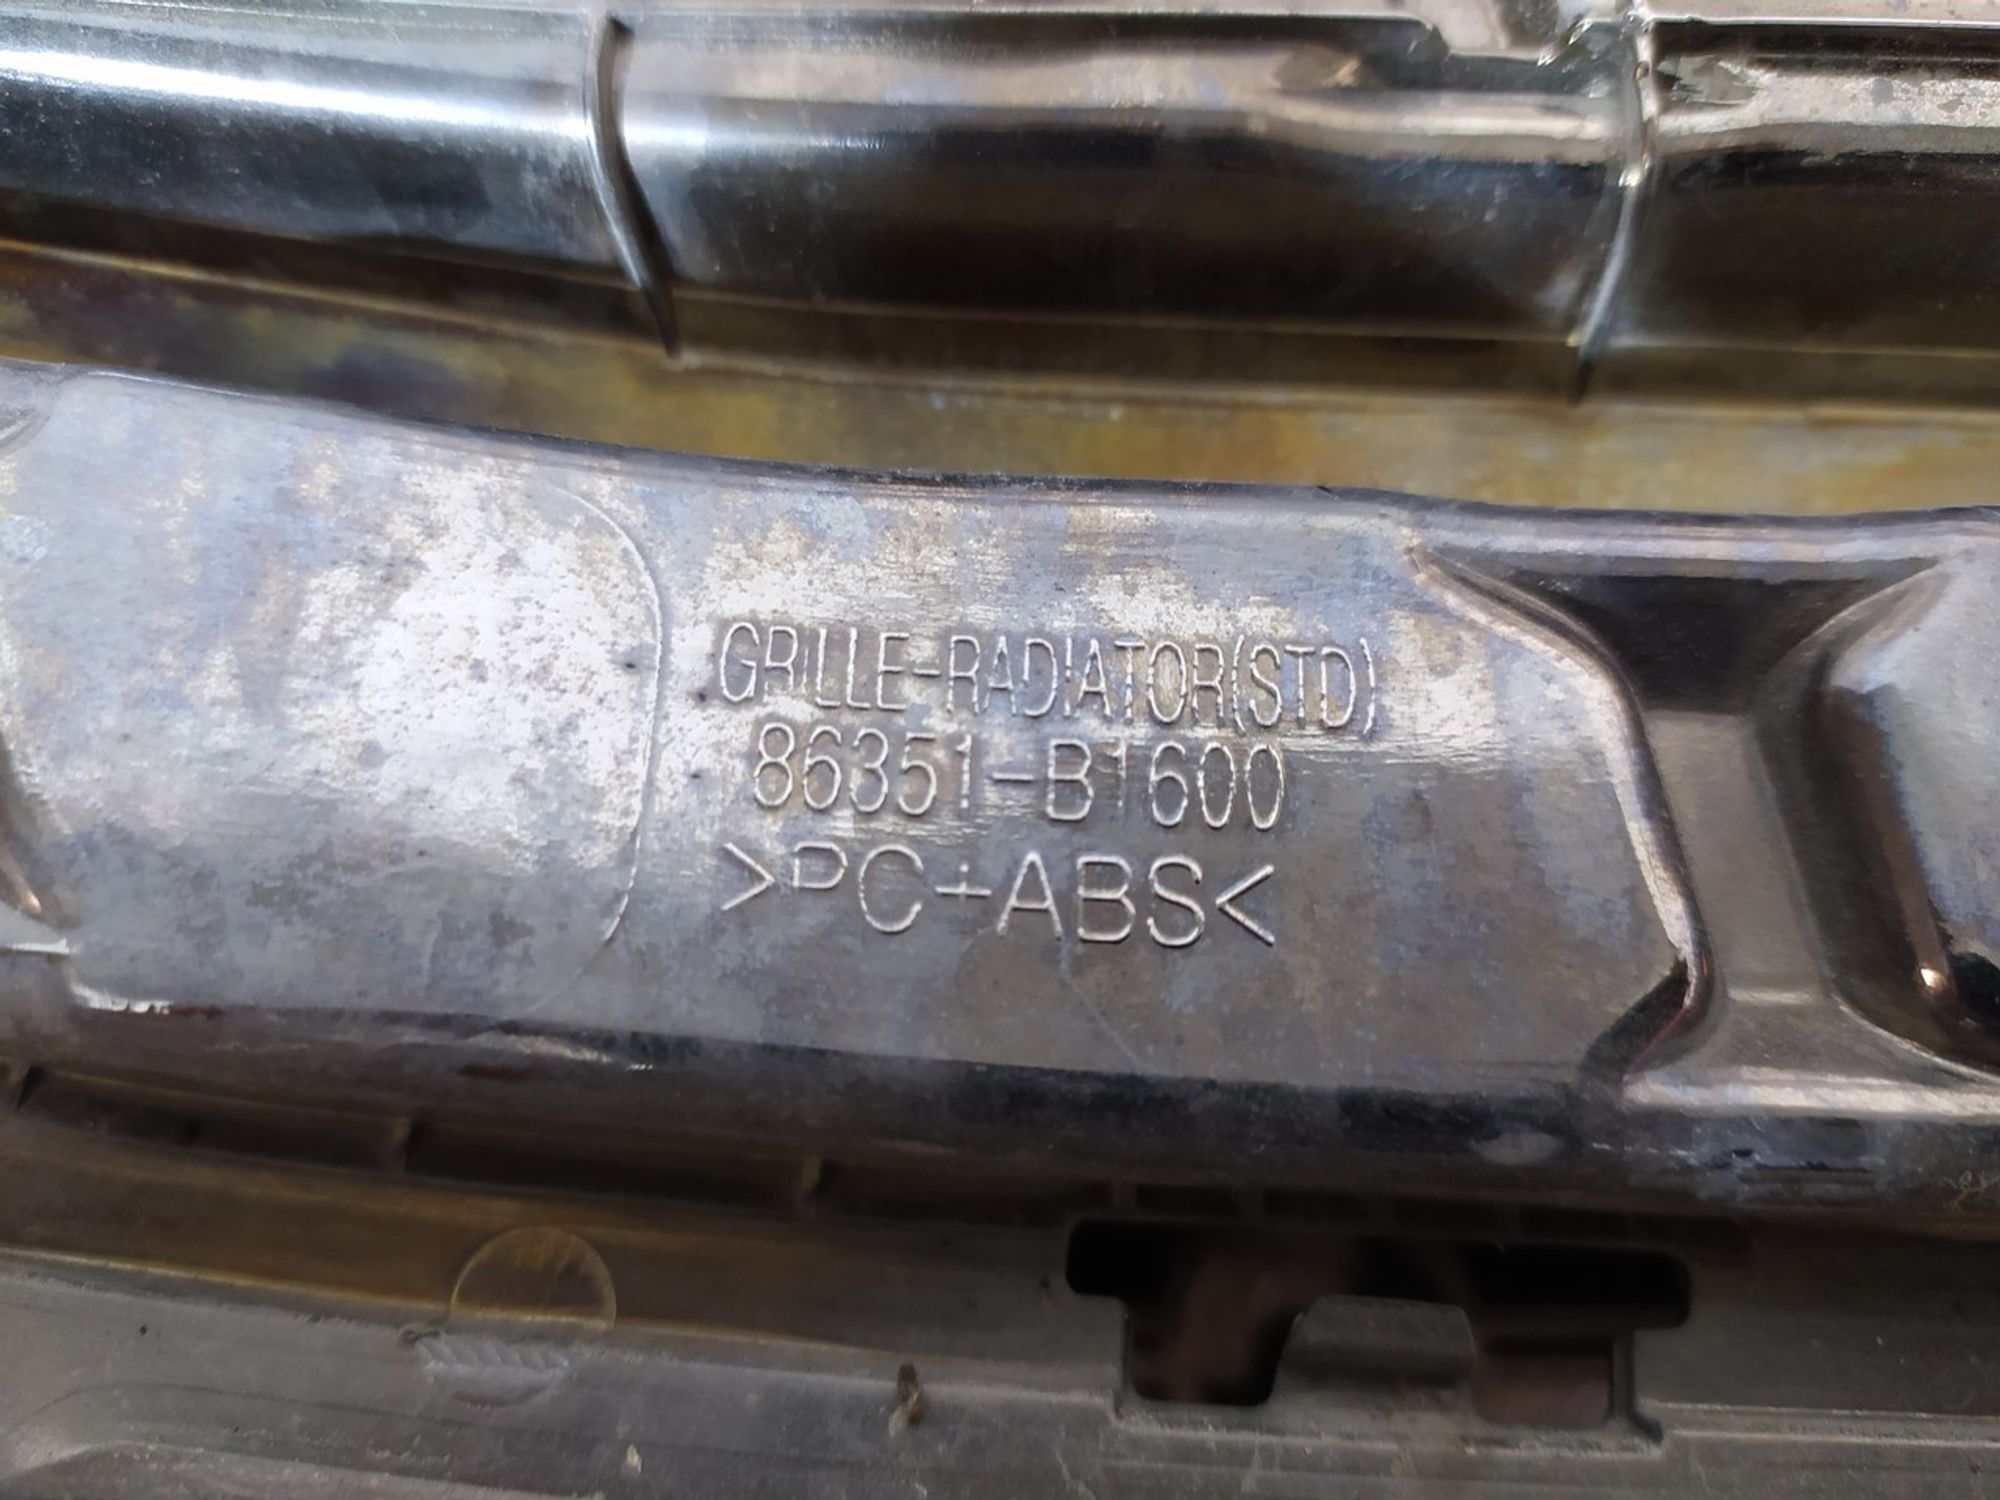 GRILLE-RADIATOR(STD)
86351-B1600
>PC+ABS<